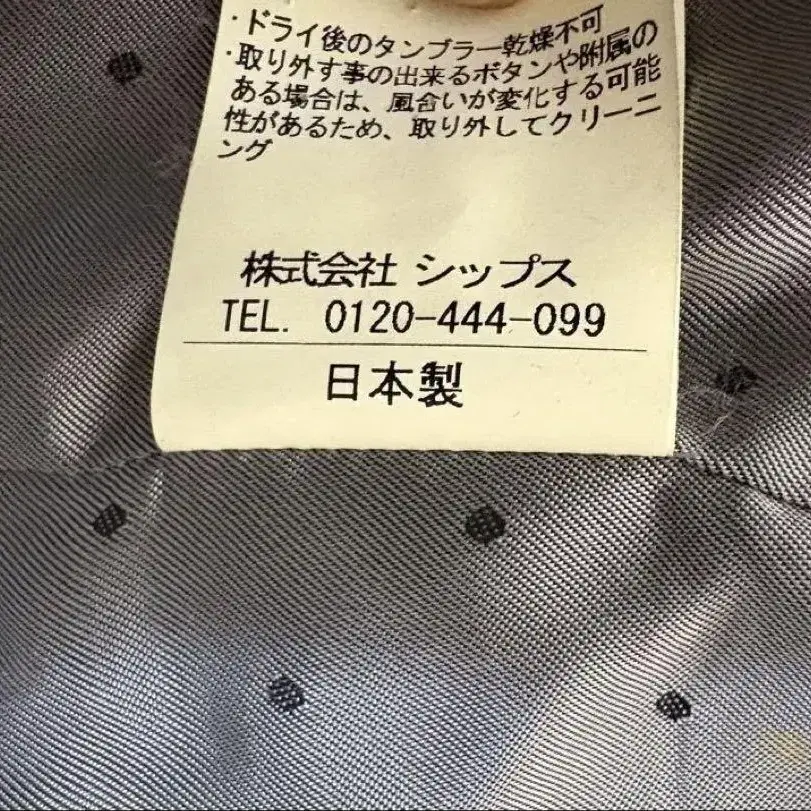 ・ドライ後のタンブラー乾燥不可
・取り外す事の出来るボタンや附属の
ある場合は、風合いが変化する可能
性があるため、取り外してクリーニ
ング
株式会社 シップス
TEL. 0120-444-099
日本製